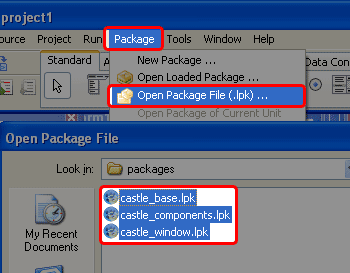 project1
Source Project Run Package Tools Window Help
Standard
Data Con
New Package ...
Open Loaded Package ...
Open Package File (.lpk) ...
Open Package of Current Unit
Open Package File
Look in:
packages
castle_base.lpk
castle_components.lpk
castle_window.lpk
My Recent
Documents